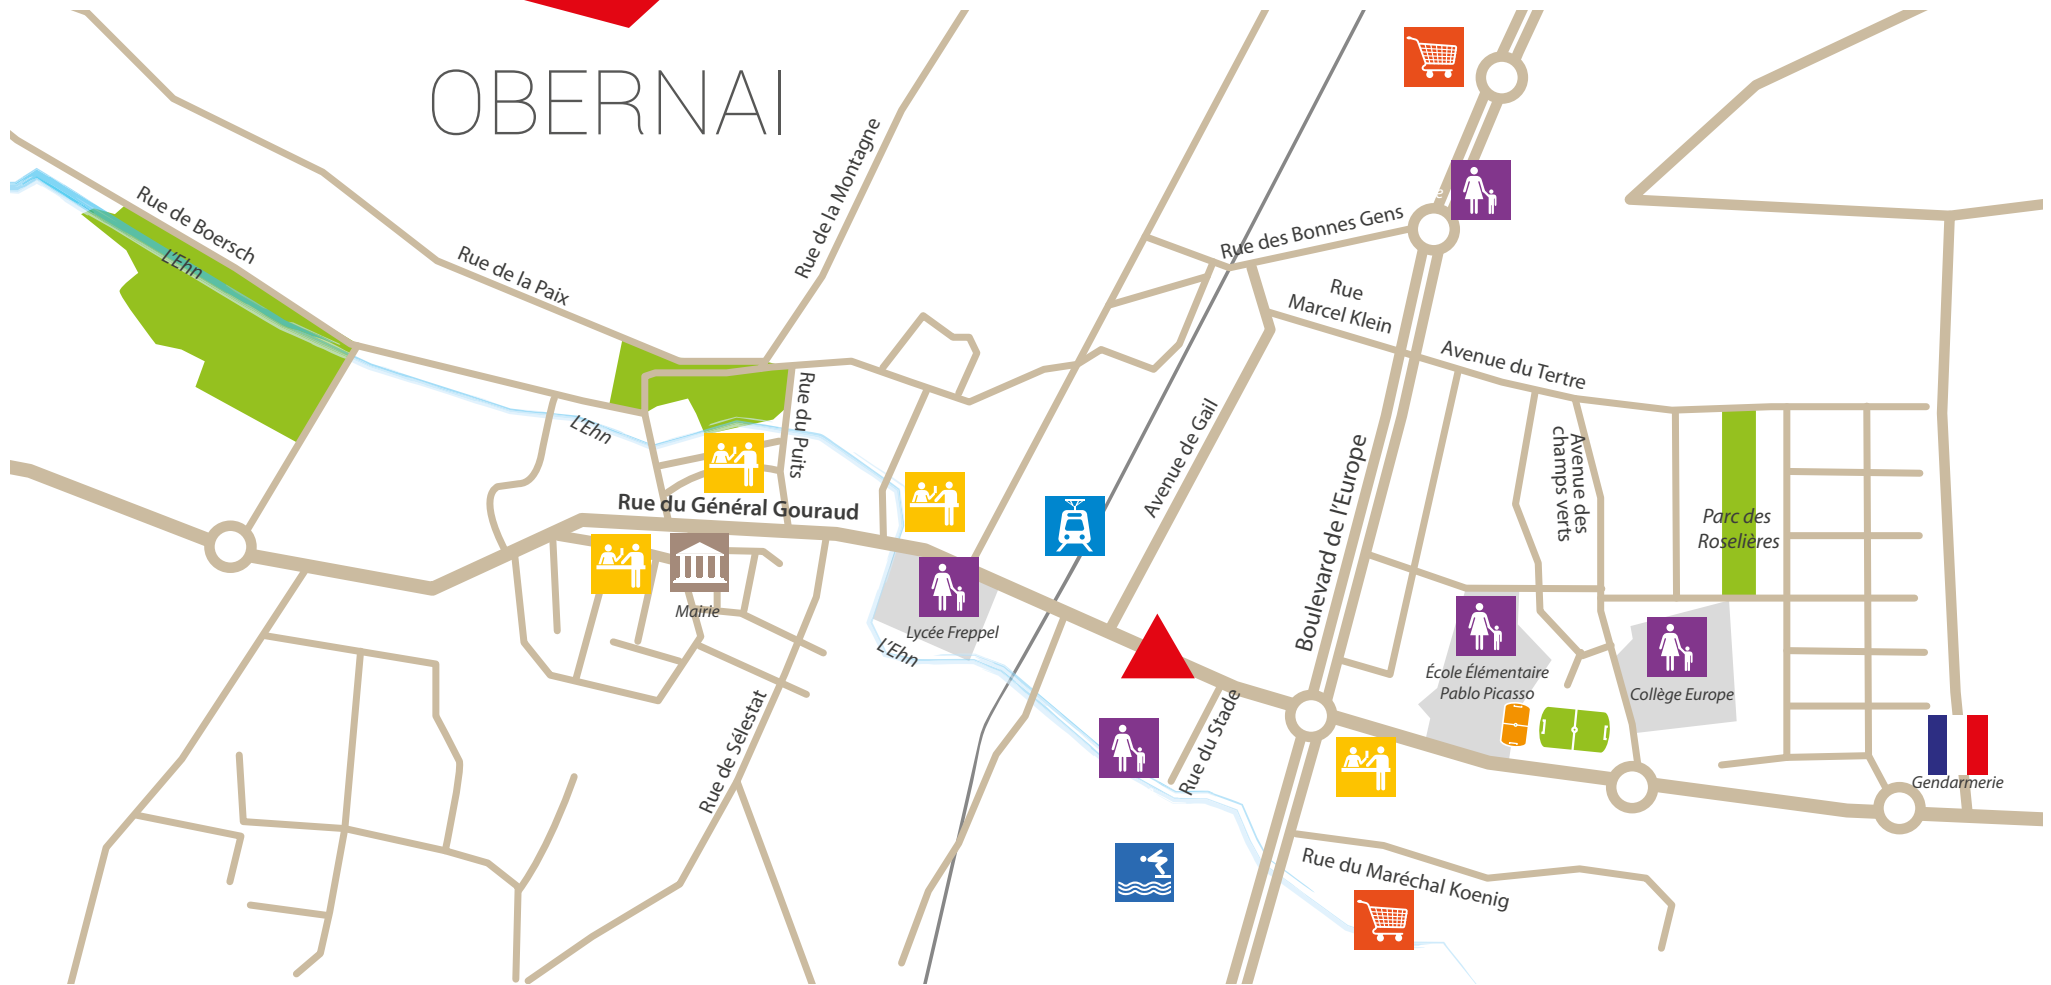 OBERNAI
Rue de la Montagne
Rue de Boersch
L'Ehn
Rue de la Paix
Rue des Bonnes Gens
Rue
Marcel Klein
Avenue du Tertre
L'Ehn
Rue du Puits
Avenue de Gail
Boulevard de l'Europe
Avenue des
champs verts
Rue du Général Gouraud
Parc des
Roselières
Mairie
Lycée Freppel
L'Ehn
École Élémentaire
Pablo Picasso
Collège Europe
Rue de Sélestat
Rue du Stade
Gendarmerie
Rue du Maréchal Koenig